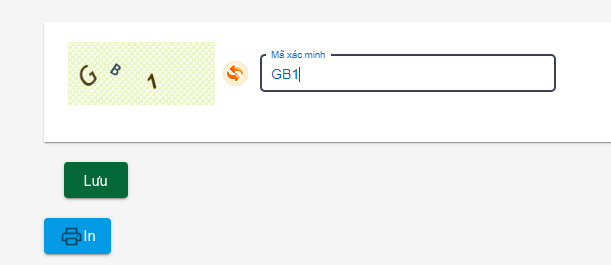 G B 1
Mã xác minh
GB1
Lưu
In